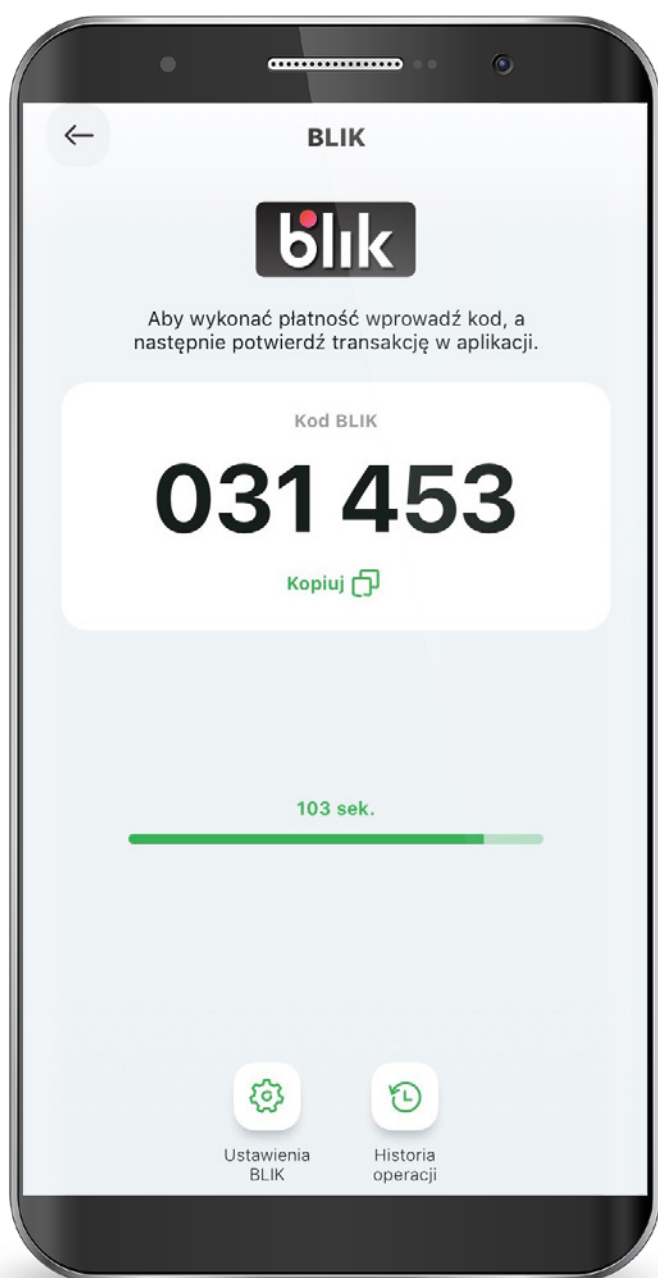 BLIK
blik
Aby wykonać płatność wprowadź kod, a
następnie potwierdź transakcję w aplikacji.
Kod BLIK
031 453
Kopiuj
103 sek.
Ustawienia
BLIK
Historia
operacji